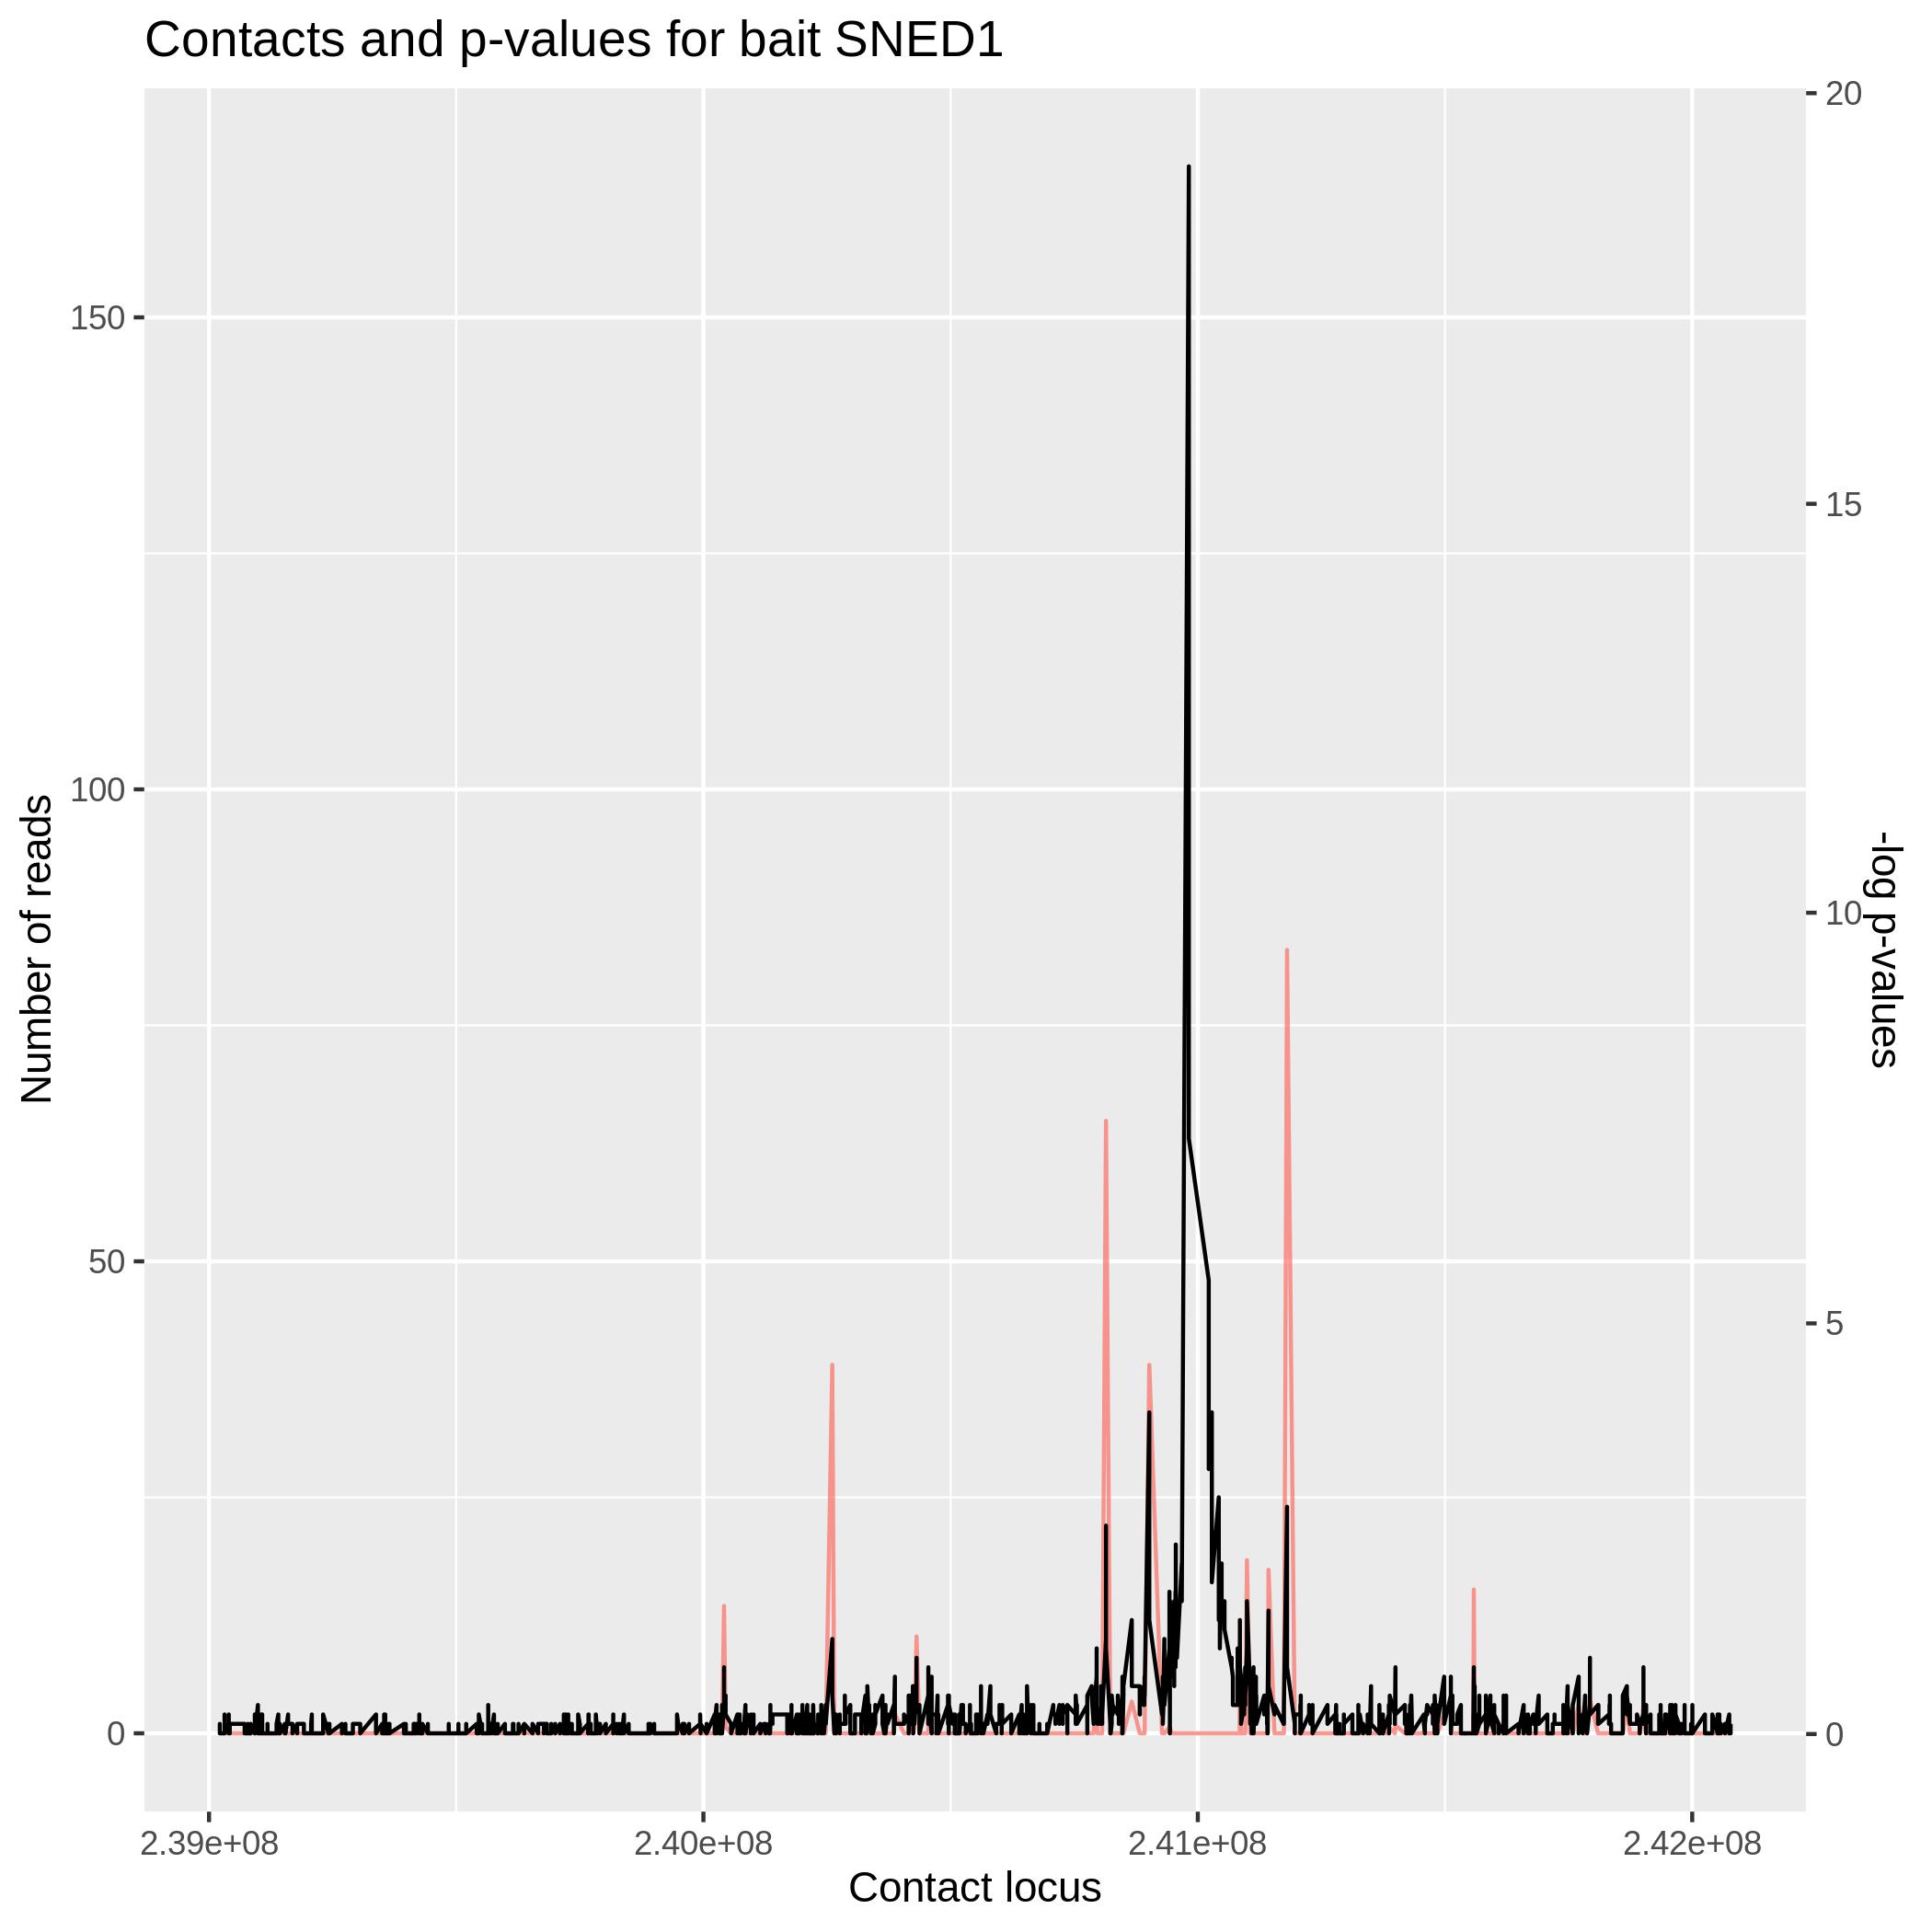 Contacts and p-values for bait SNED1
Number of reads
150
100
50
0
20
15
10
5
0
-log p-values
2.39e+08 2.40e+08 2.41e+08 2.42e+08
Contact locus